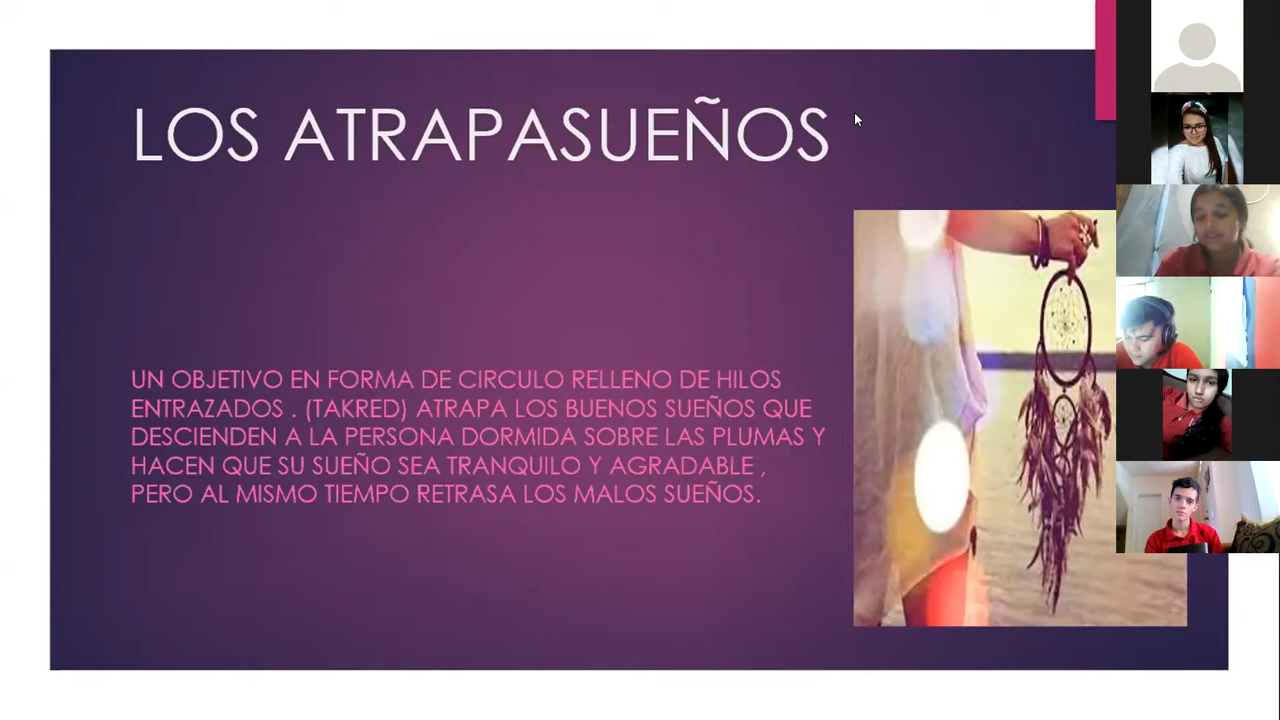 LOS ATRAPASUEÑOS
UN OBJETIVO EN FORMA DE CIRCULO RELLENO DE HILOS
ENTRAZADOS . (TAKRED) ATRAPA LOS BUENOS SUEÑOS QUE
DESCIENDEN A LA PERSONA DORMIDA SOBRE LAS PLUMAS Y
HACEN QUE SU SUEÑO SEA TRANQUILO Y AGRADABLE ,
PERO AL MISMO TIEMPO RETRASA LOS MALOS SUEÑOS.